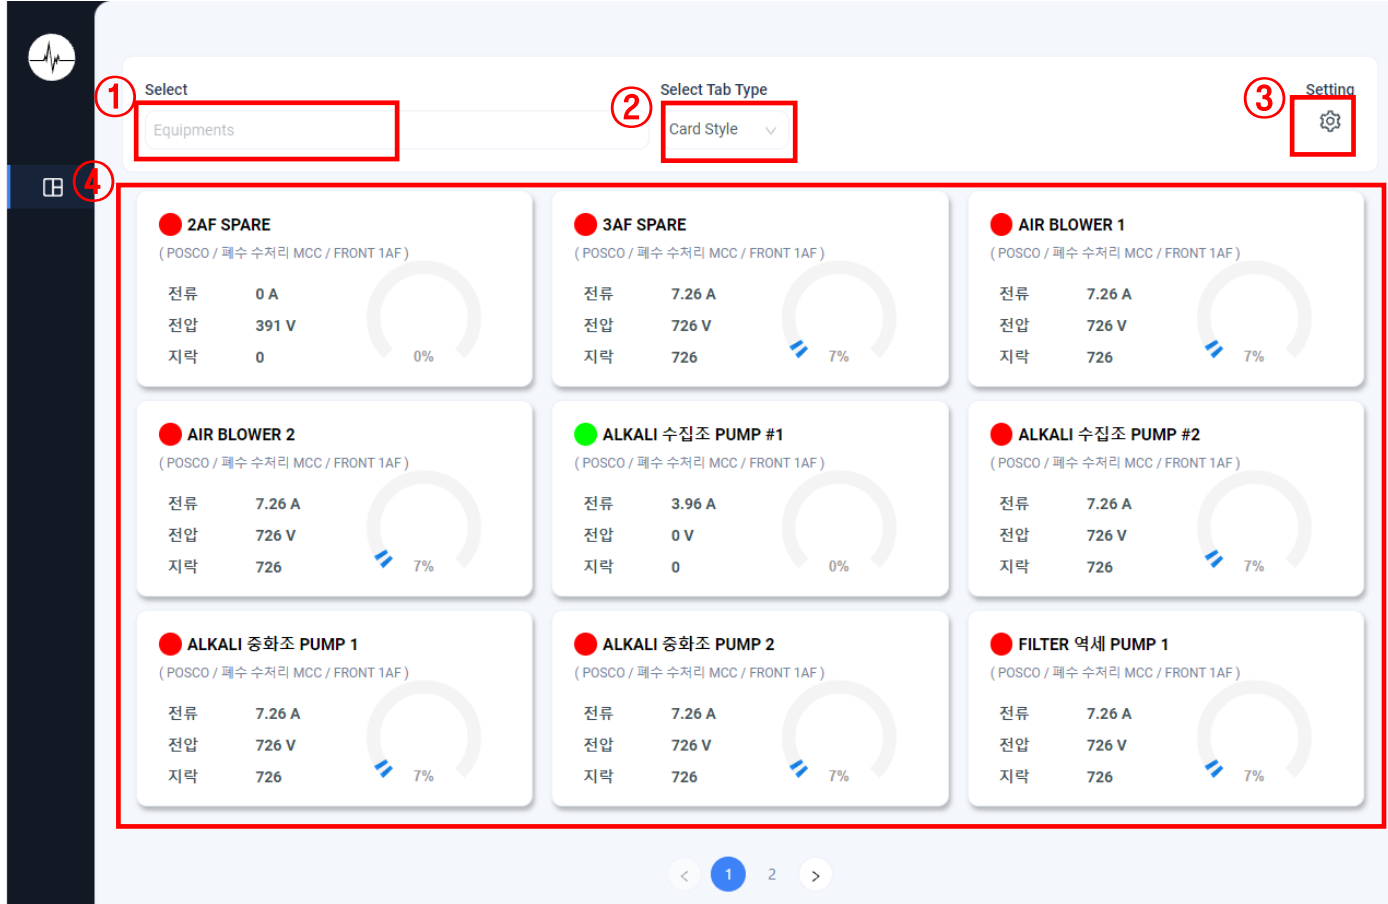 ① Select
② Select Tab Type
③ Setting
Equipments
Card Style
④
2AF SPARE
( POSCO / 폐수 수처리 MCC / FRONT 1AF )
전류 0 A
전압 391 V
지락 0
0%
3AF SPARE
( POSCO / 폐수 수처리 MCC / FRONT 1AF )
전류 7.26 A
전압 726 V
지락 726
7%
AIR BLOWER 1
( POSCO / 폐수 수처리 MCC / FRONT 1AF )
전류 7.26 A
전압 726 V
지락 726
7%
AIR BLOWER 2
( POSCO / 폐수 수처리 MCC / FRONT 1AF )
전류 7.26 A
전압 726 V
지락 726
7%
ALKALI 수집조 PUMP #1
( POSCO / 폐수 수처리 MCC / FRONT 1AF )
전류 3.96 A
전압 0 V
지락 0
0%
ALKALI 수집조 PUMP #2
( POSCO / 폐수 수처리 MCC / FRONT 1AF )
전류 7.26 A
전압 726 V
지락 726
7%
ALKALI 중화조 PUMP 1
( POSCO / 폐수 수처리 MCC / FRONT 1AF )
전류 7.26 A
전압 726 V
지락 726
7%
ALKALI 중화조 PUMP 2
( POSCO / 폐수 수처리 MCC / FRONT 1AF )
전류 7.26 A
전압 726 V
지락 726
7%
FILTER 역세 PUMP 1
( POSCO / 폐수 수처리 MCC / FRONT 1AF )
전류 7.26 A
전압 726 V
지락 726
7%
< 1 2 >